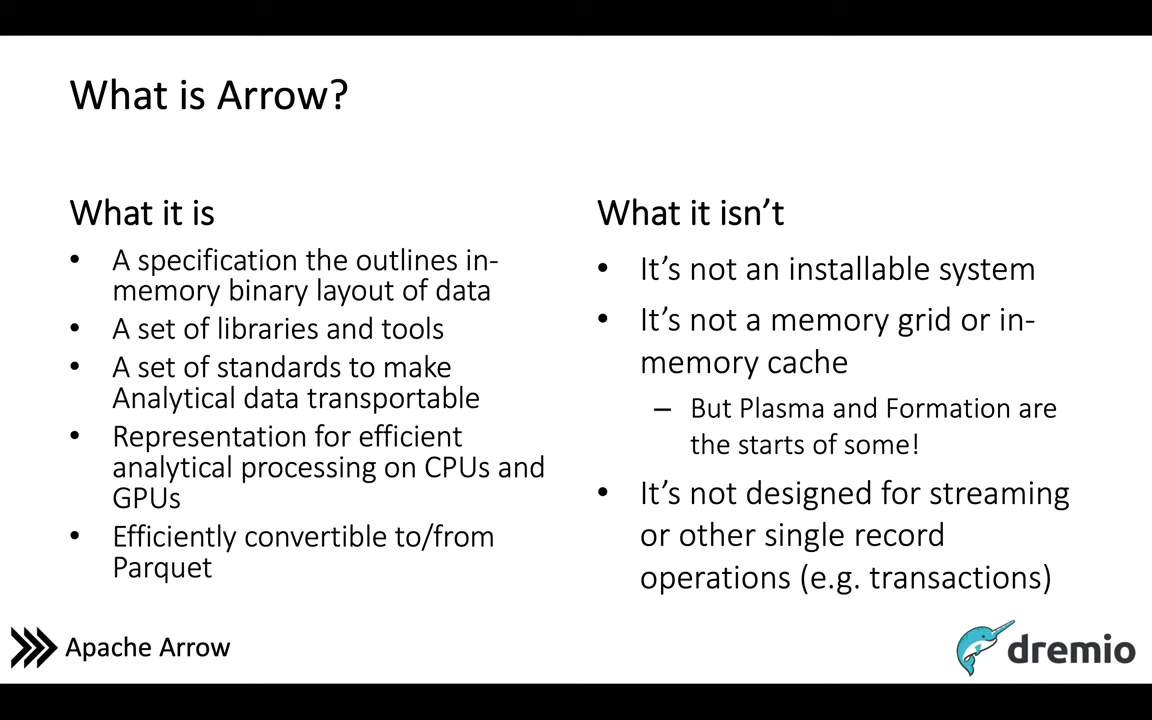 What is Arrow?
What it is
• A specification the outlines in-
memory binary layout of data
• A set of libraries and tools
• A set of standards to make
Analytical data transportable
• Representation for efficient
analytical processing on CPUs and
GPUs
• Efficiently convertible to/from
Parquet
What it isn’t
• It’s not an installable system
• It’s not a memory grid or in-
memory cache
– But Plasma and Formation are
the starts of some!
• It’s not designed for streaming
or other single record
operations (e.g. transactions)
Apache Arrow
dremio